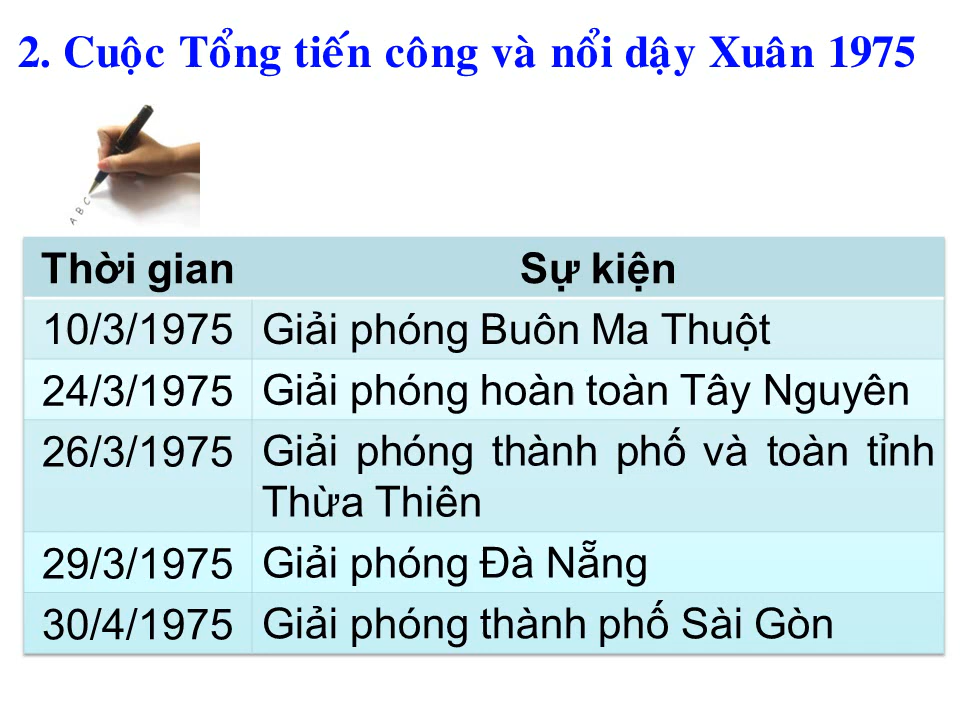 2. Cuộc Tổng tiến công và nổi dậy Xuân 1975
A B C
Thời gian Sự kiện
10/3/1975 Giải phóng Buôn Ma Thuột
24/3/1975 Giải phóng hoàn toàn Tây Nguyên
26/3/1975 Giải phóng thành phố và toàn tỉnh
Thừa Thiên
29/3/1975 Giải phóng Đà Nẵng
30/4/1975 Giải phóng thành phố Sài Gòn